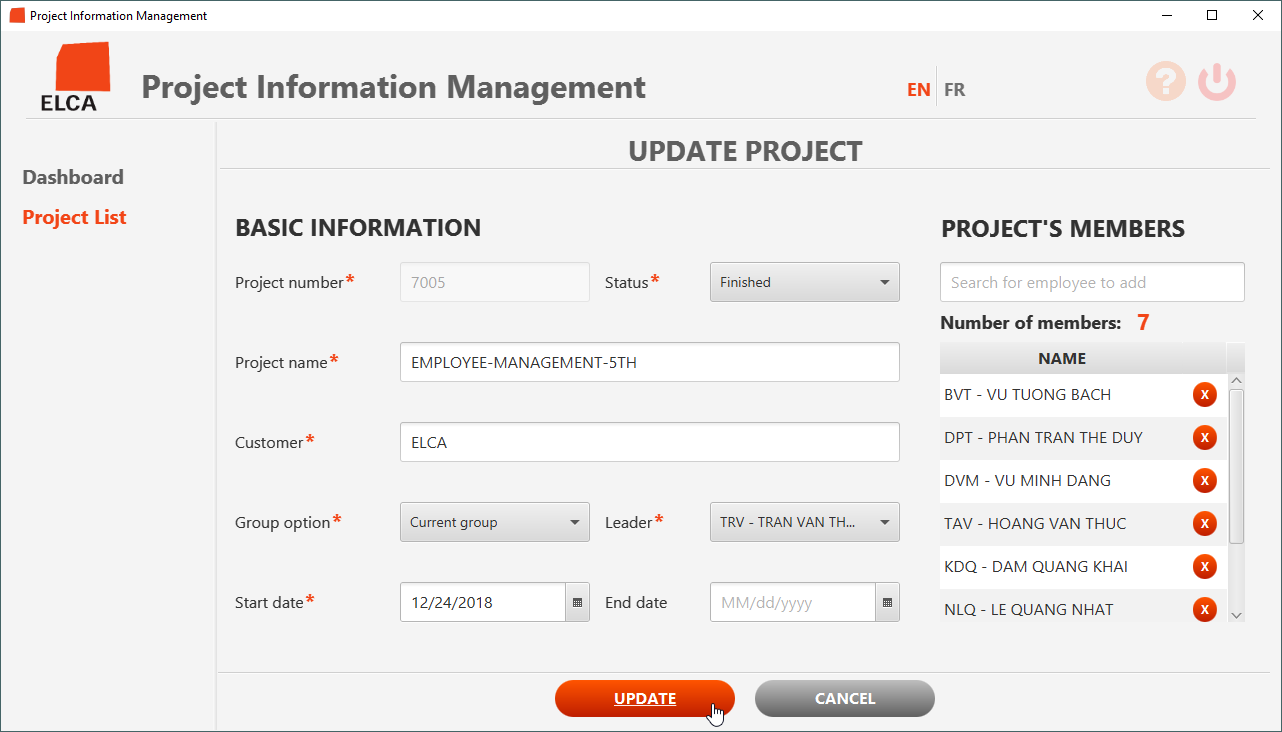 Project Information Management
ELCA
Project Information Management
EN FR
?
Dashboard
Project List
UPDATE PROJECT
BASIC INFORMATION
Project number* 7005 Status* Finished
Project name* EMPLOYEE-MANAGEMENT-5TH
Customer* ELCA
Group option* Current group Leader* TRV - TRAN VAN TH...
Start date* 12/24/2018 End date MM/dd/yyyy
PROJECT'S MEMBERS
Search for employee to add
Number of members: 7
NAME
BVT - VU TUONG BACH X
DPT - PHAN TRAN THE DUY X
DVM - VU MINH DANG X
TAV - HOANG VAN THUC X
KDQ - DAM QUANG KHAI X
NLQ - LE QUANG NHAT X
UPDATE CANCEL